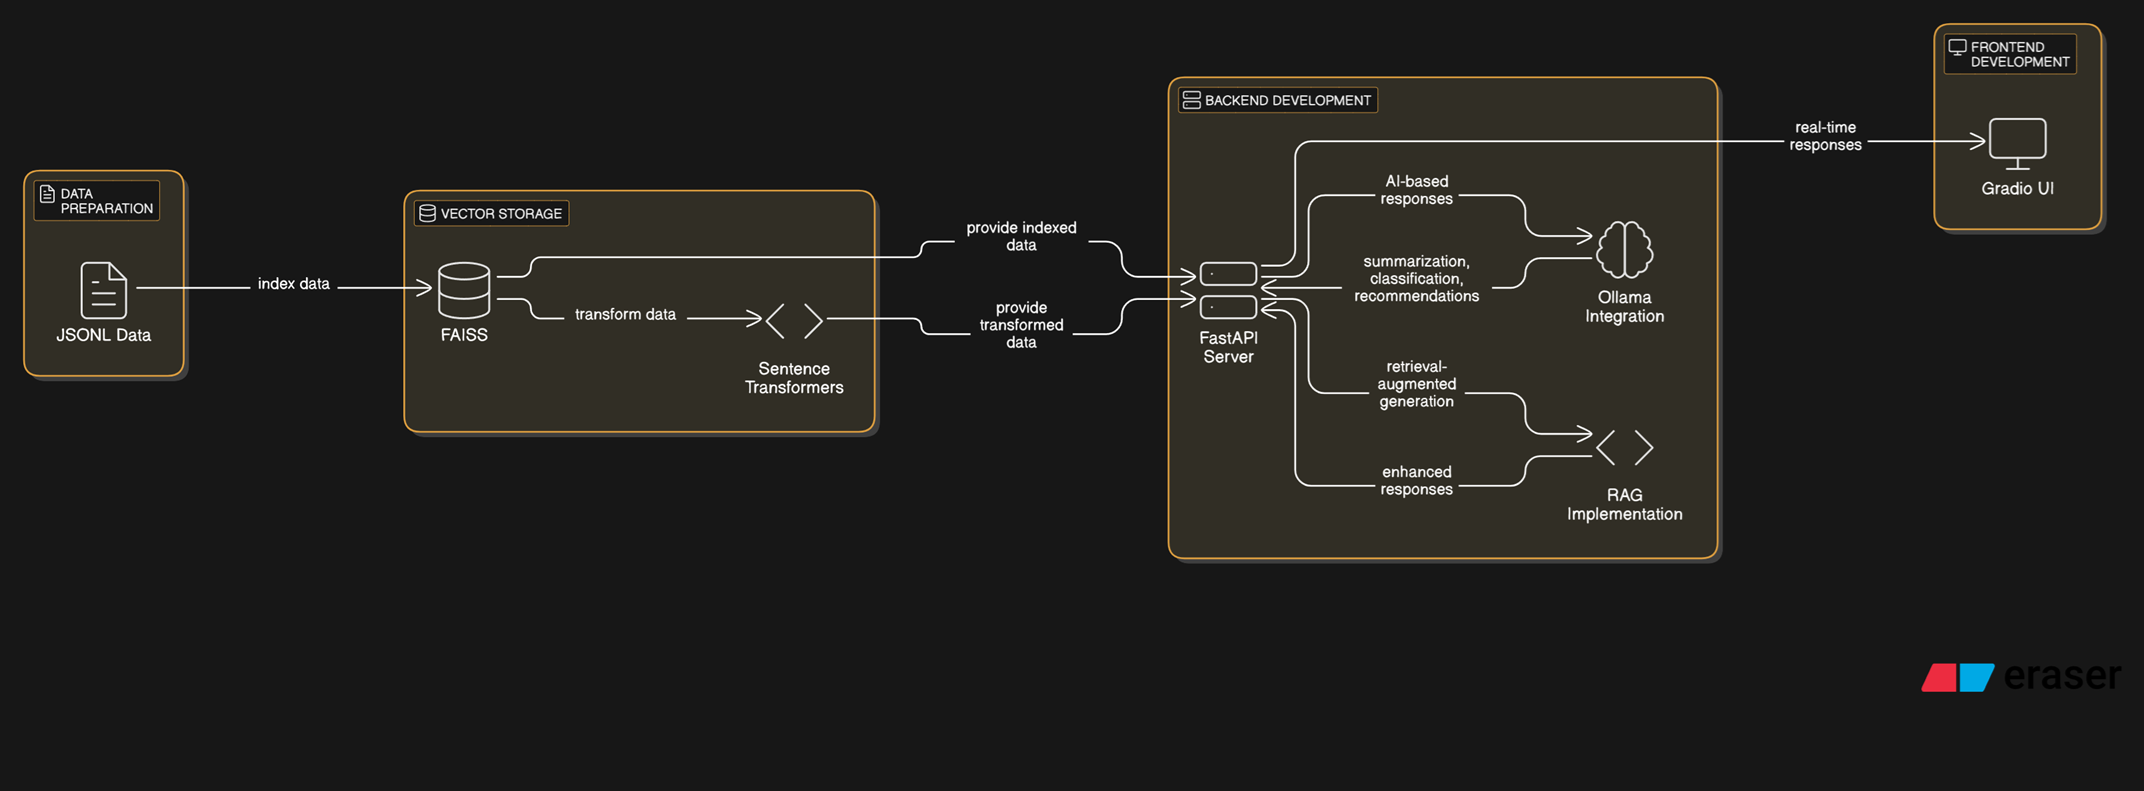 DATA
PREPARATION
JSONL Data
index data
VECTOR STORAGE
FAISS
transform data
Sentence
Transformers
provide indexed
data
provide
transformed
data
BACKEND DEVELOPMENT
FastAPI
Server
AI-based
responses
summarization,
classification,
recommendations
Ollama
Integration
retrieval-
augmented
generation
enhanced
responses
RAG
Implementation
real-time
responses
FRONTEND
DEVELOPMENT
Gradio UI
eraser